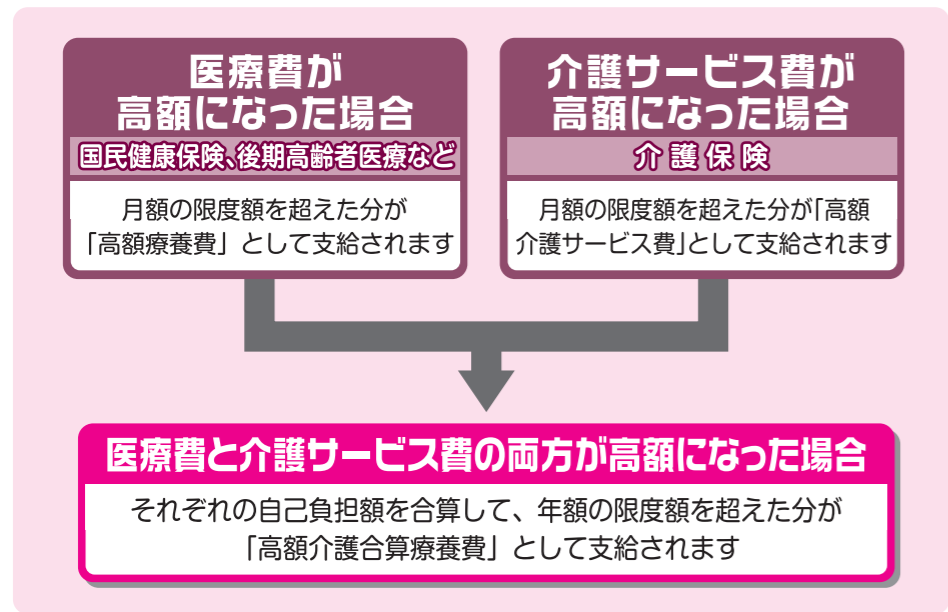 医療費が
高額になった場合
国民健康保険、後期高齢者医療など
月額の限度額を超えた分が
「高額療養費」として支給されます
介護サービス費が
高額になった場合
介護保険
月額の限度額を超えた分が「高額
介護サービス費」として支給されます
医療費と介護サービス費の両方が高額になった場合
それぞれの自己負担額を合算して、年額の限度額を超えた分が
「高額介護合算療養費」として支給されます